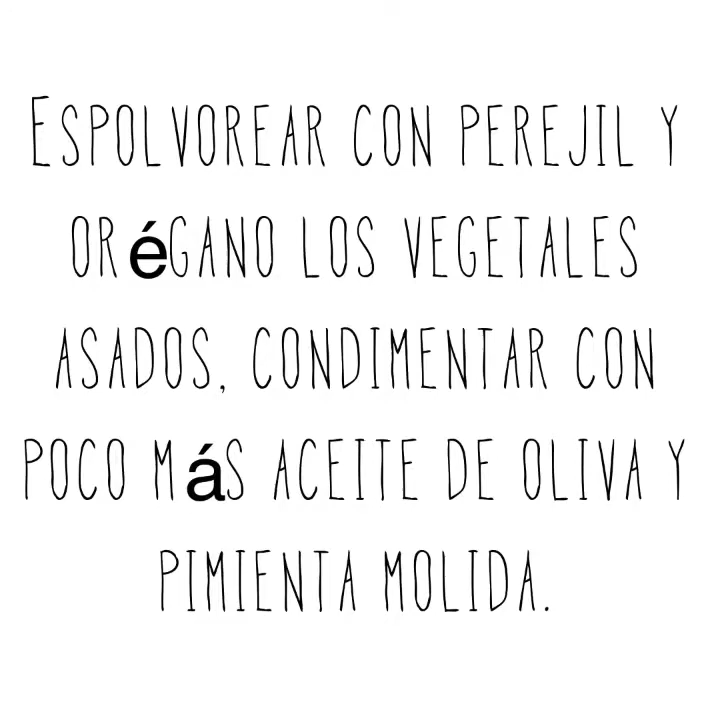 ESPOLVOREAR CON PEREJIL Y
ORéGANO LOS VEGETALES
ASADOS, CONDIMENTAR CON
POCO MáS ACEITE DE OLIVA Y
PIMIENTA MOLIDA.